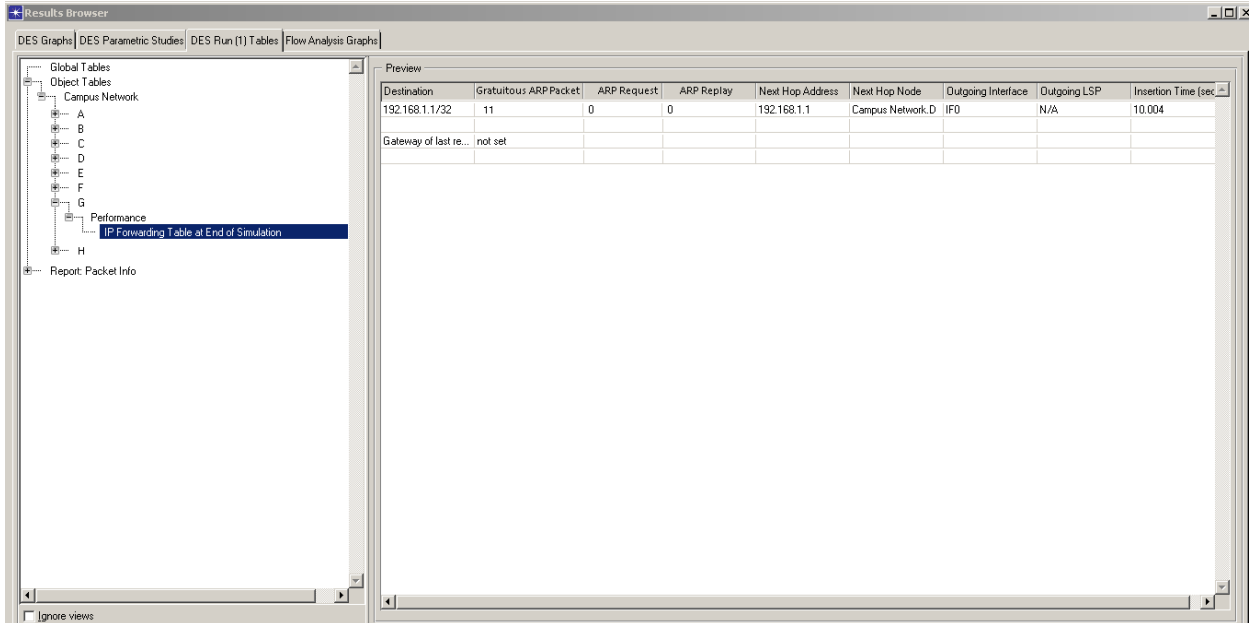 Results Browser
DES Graphs DES Parametric Studies DES Run (1) Tables Flow Analysis Graphs
Global Tables
Object Tables
Campus Network
A
B
C
D
E
F
G
Performance
IP Forwarding Table at End of Simulation
H
Report: Packet Info
Ignore views
Preview
Destination Gratuitous ARP Packet ARP Request ARP Replay Next Hop Address Next Hop Node Outgoing Interface Outgoing LSP Insertion Time (sec
192.168.1.1/32 11 0 0 192.168.1.1 Campus Network.D IF0 N/A 10.004
Gateway of last re... not set